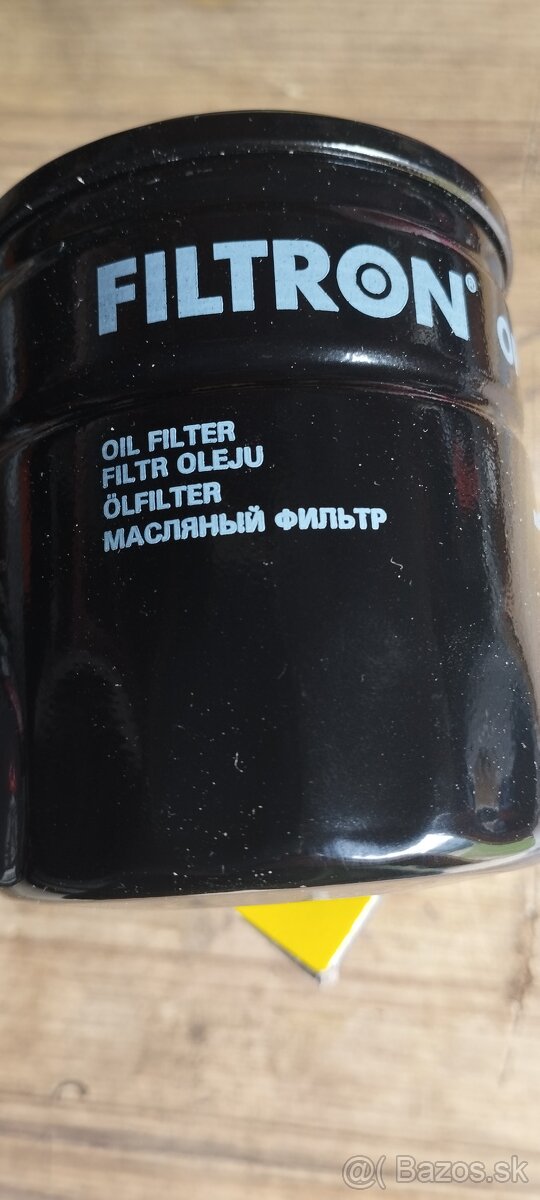 FILTRON®
OIL FILTER
FILTR OLEJU
ÖLFILTER
МАСЛЯНЫЙ ФИЛЬТР
@( Bazos.sk